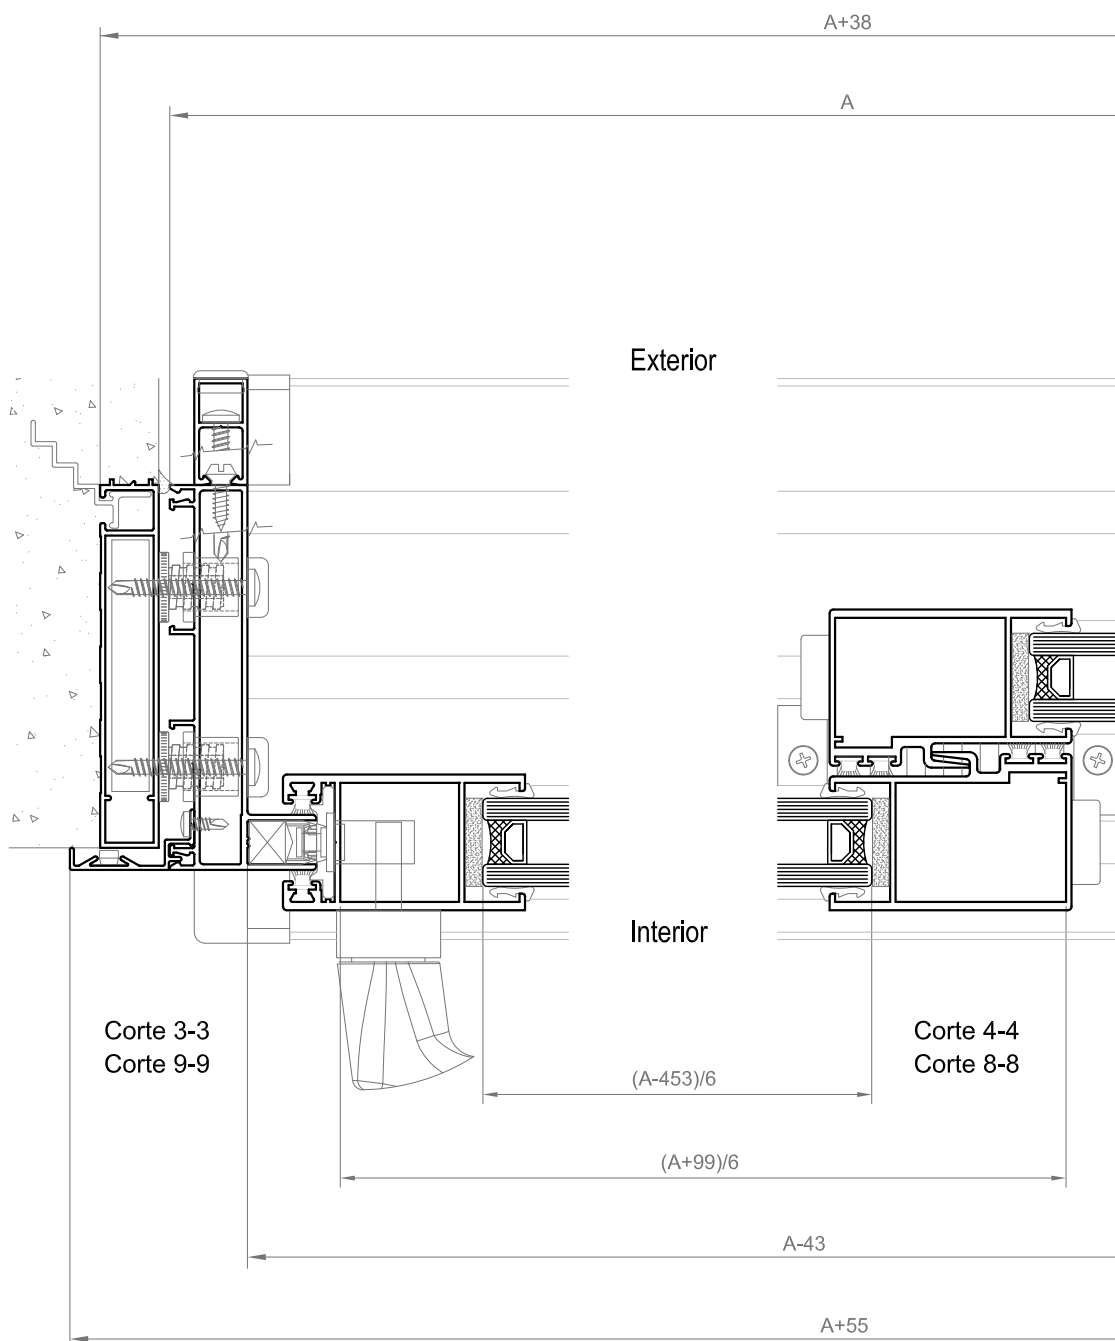 A+38
A
Exterior
Interior
Corte 3-3
Corte 9-9
Corte 4-4
Corte 8-8
(A-453)/6
(A+99)/6
A-43
A+55